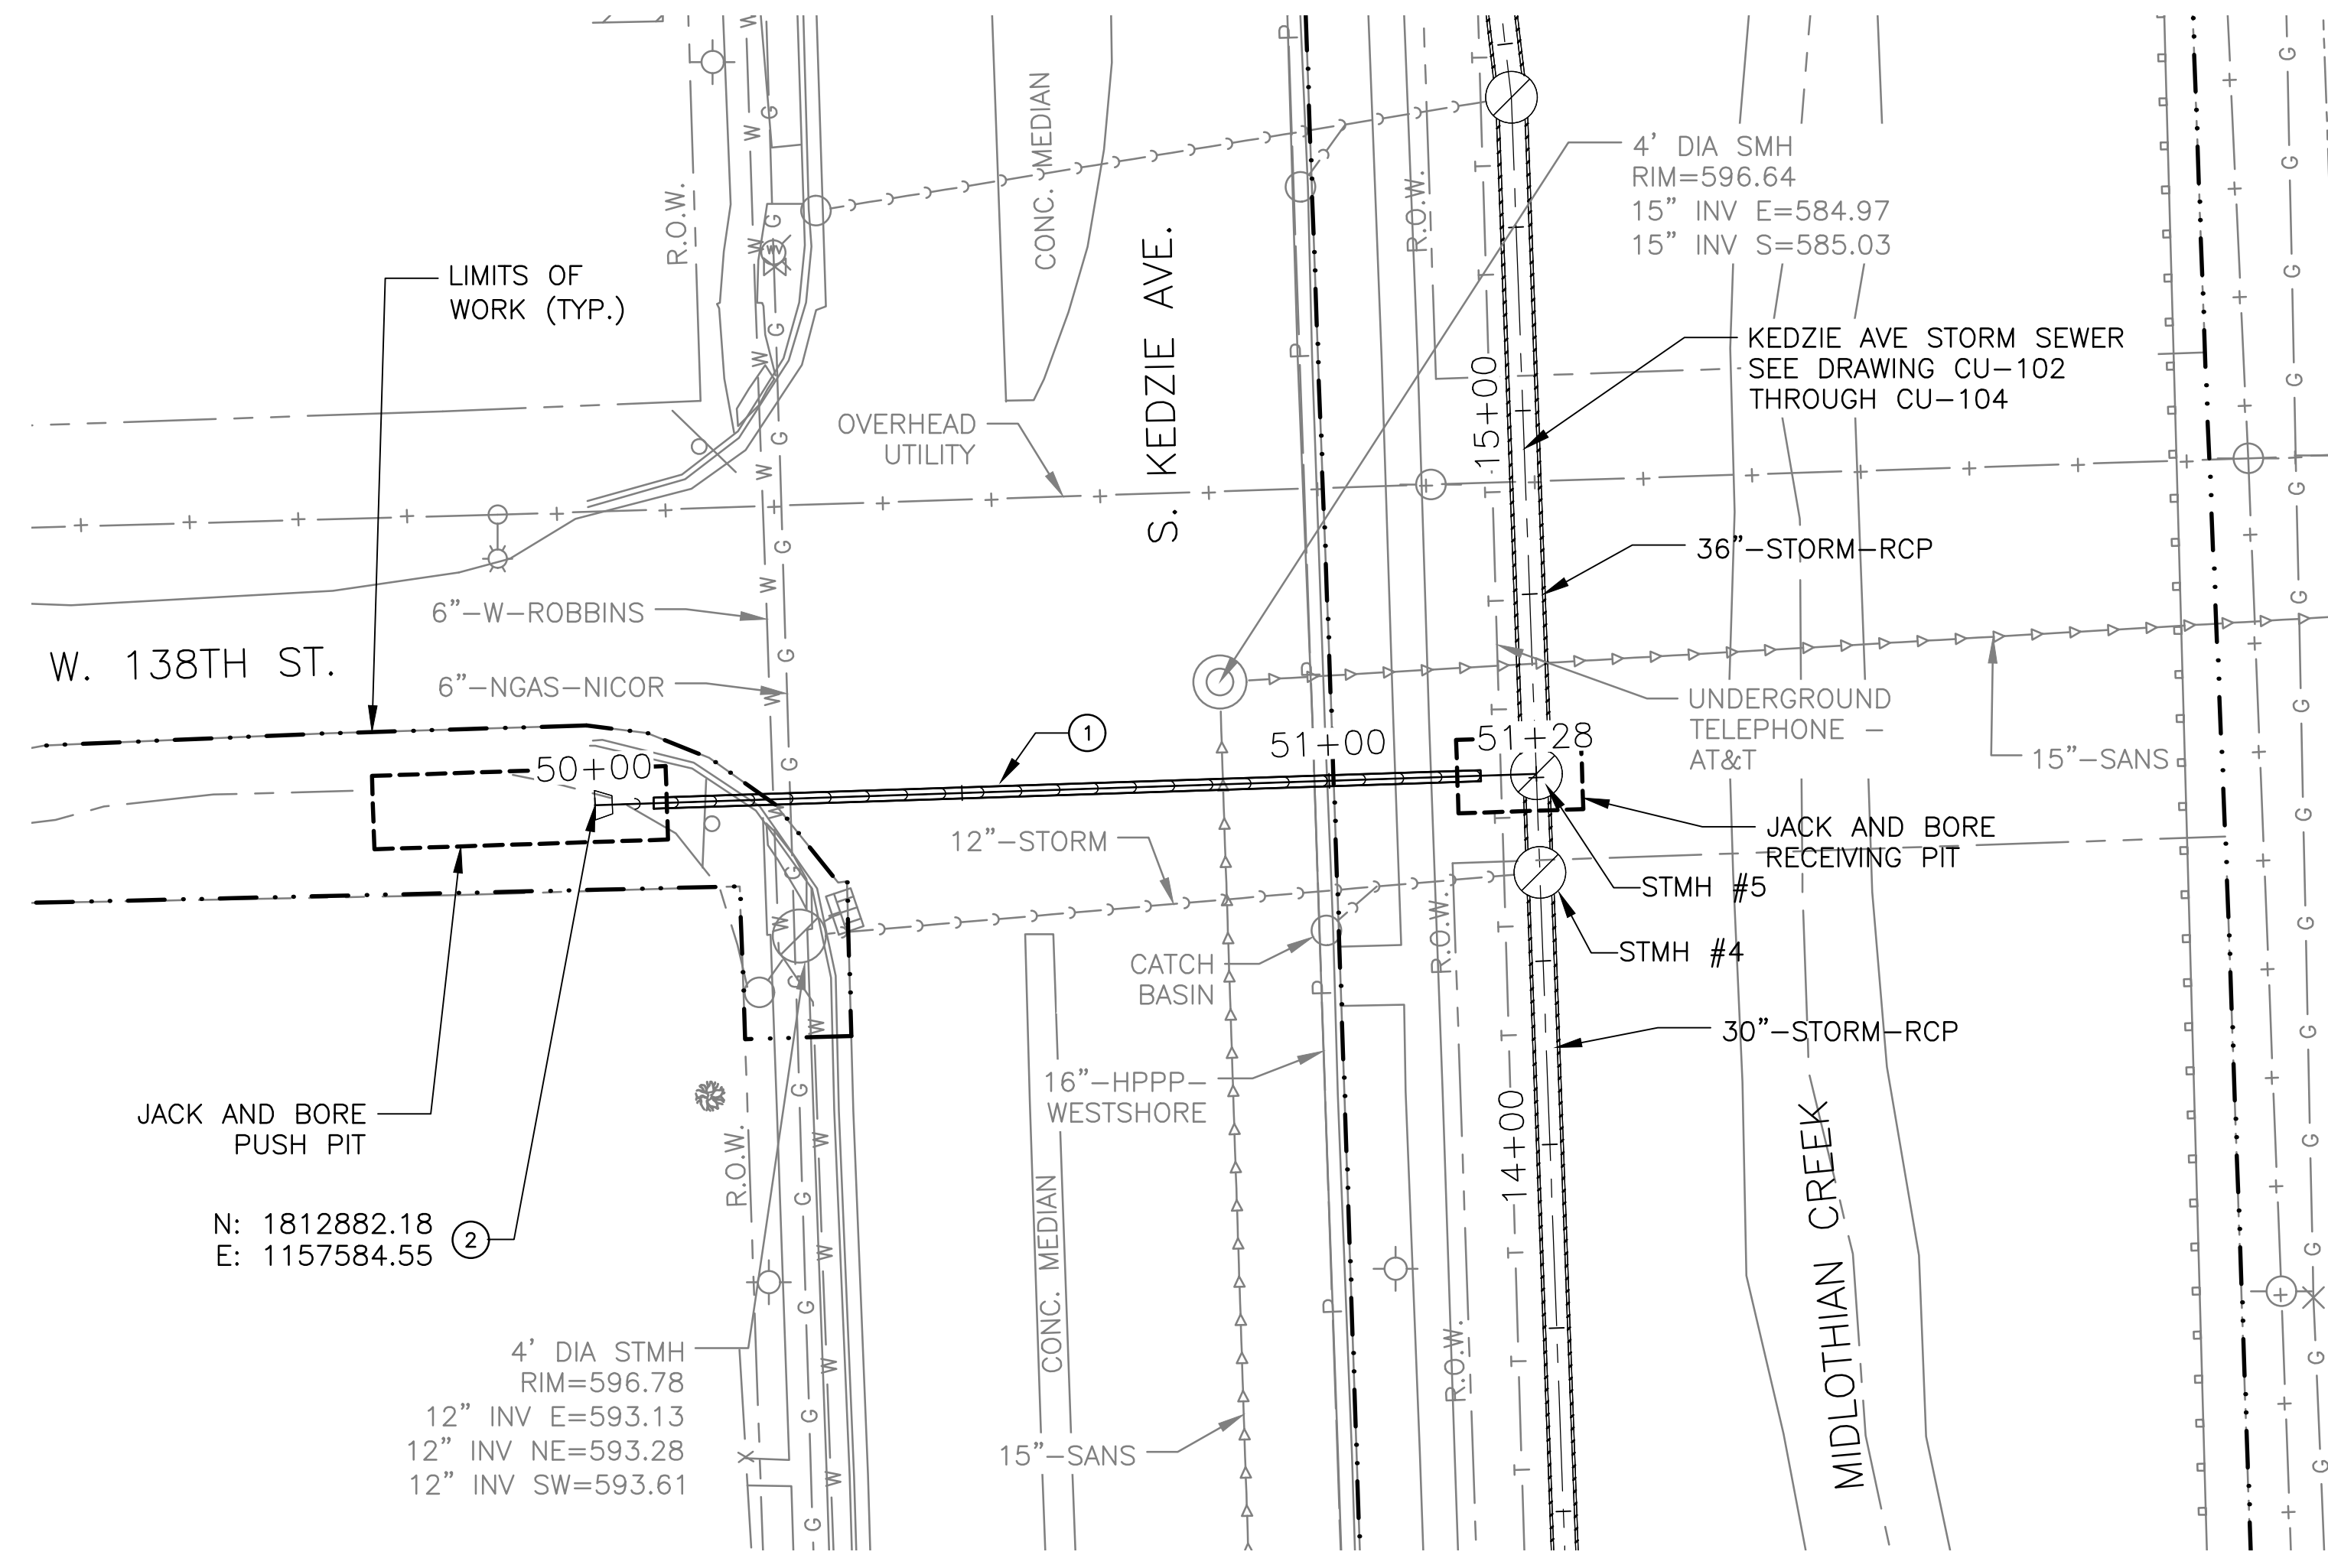 LIMITS OF
WORK (TYP.)
R.O.W.
CONC. MEDIAN
S. KEDZIE AVE.
R.O.W.
4' DIA SMH
RIM=596.64
15" INV E=584.97
15" INV S=585.03
KEDZIE AVE STORM SEWER
SEE DRAWING CU-102
THROUGH CU-104
15+00
OVERHEAD
UTILITY
36"-STORM-RCP
6"-W-ROBBINS
W. 138TH ST.
6"-NGAS-NICOR
UNDERGROUND
TELEPHONE -
AT&T
15"-SANS
1
50+00
51+00
51+28
JACK AND BORE
RECEIVING PIT
12"-STORM
STMH #5
STMH #4
R.O.W.
CATCH
BASIN
30"-STORM-RCP
16"-HPPP-
WESTSHORE
14+00
JACK AND BORE
PUSH PIT
R.O.W.
N: 1812882.18
E: 1157584.55
2
CONC. MEDIAN
MIDLOTHIAN CREEK
R.O.W.
4' DIA STMH
RIM=596.78
12" INV E=593.13
12" INV NE=593.28
12" INV SW=593.61
15"-SANS